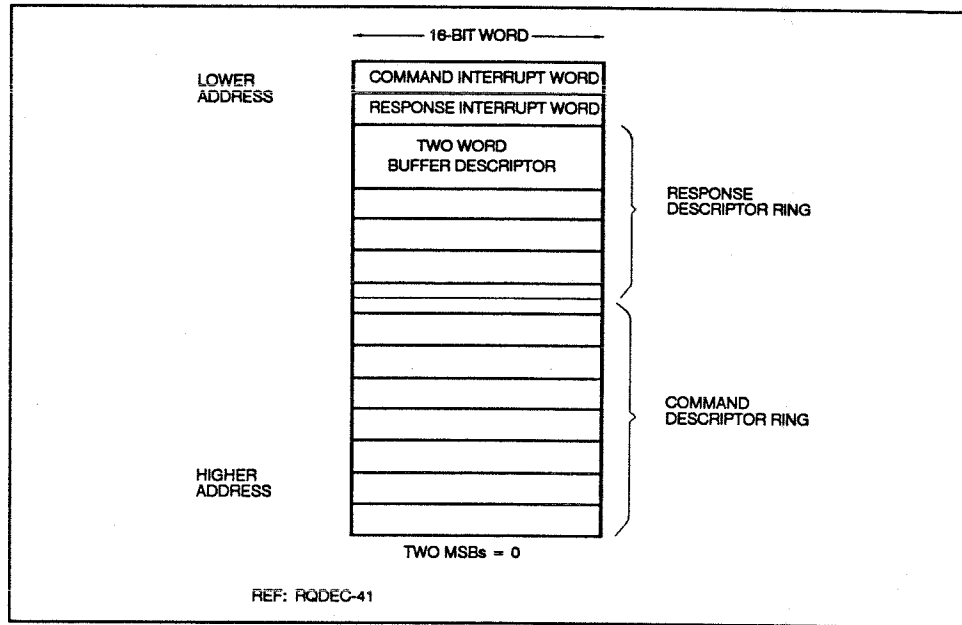 16-BIT WORD
LOWER
ADDRESS
COMMAND INTERRUPT WORD
RESPONSE INTERRUPT WORD
TWO WORD
BUFFER DESCRIPTOR
RESPONSE
DESCRIPTOR RING
COMMAND
DESCRIPTOR RING
HIGHER
ADDRESS
TWO MSBs = 0
REF: RQDEC-41